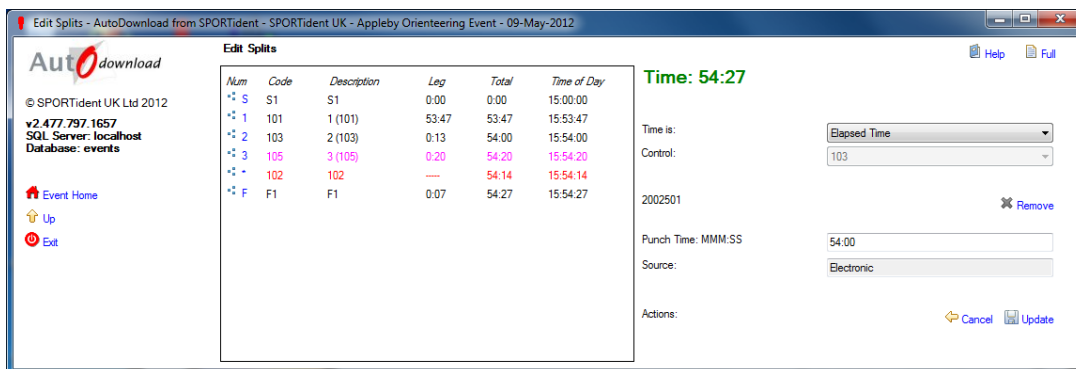 Edit Splits - AutoDownload from SPORTident - SPORTident UK - Appleby Orienteering Event - 09-May-2012
Auto download
© SPORTident UK Ltd 2012
v2.477.797.1657
SQL Server: localhost
Database: events
Event Home
Up
Exit
Edit Splits
Num Code Description Leg Total Time of Day
S S1 S1 0:00 0:00 15:00:00
1 101 1 (101) 53:47 53:47 15:53:47
2 103 2 (103) 0:13 54:00 15:54:00
3 105 3 (105) 0:20 54:20 15:54:20
* 102 102 ---- 54:14 15:54:14
F F1 F1 0:07 54:27 15:54:27
Help Full
Time: 54:27
Time is: Elapsed Time
Control: 103
2002501 Remove
Punch Time: MMM:SS 54:00
Source: Electronic
Actions: Cancel Update